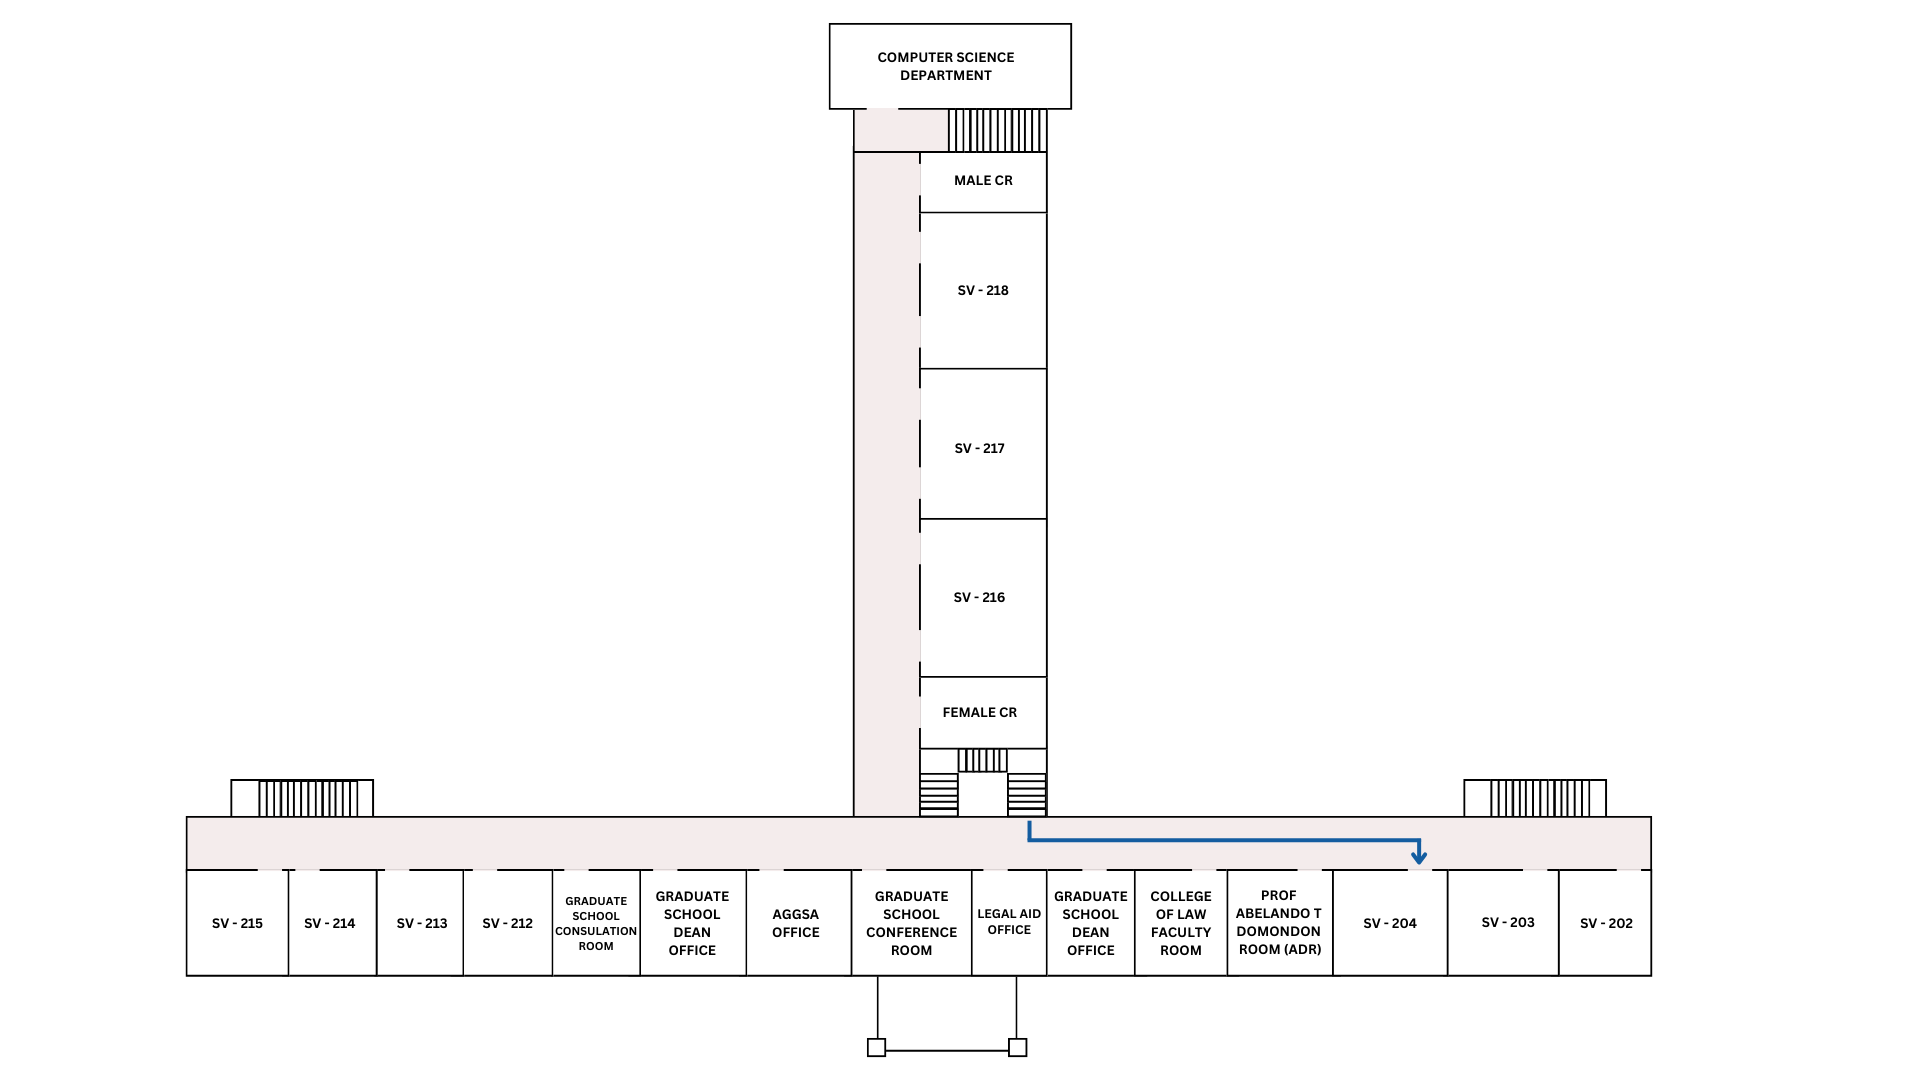 COMPUTER SCIENCE
DEPARTMENT
MALE CR
SV - 218
SV - 217
SV - 216
FEMALE CR
SV - 215
SV - 214
SV - 213
SV - 212
GRADUATE
SCHOOL
CONSULATION
ROOM
GRADUATE
SCHOOL
DEAN
OFFICE
AGGSA
OFFICE
GRADUATE
SCHOOL
CONFERENCE
ROOM
LEGAL AID
OFFICE
GRADUATE
SCHOOL
DEAN
OFFICE
COLLEGE
OF LAW
FACULTY
ROOM
PROF
ABELANDO T
DOMONDON
ROOM (ADR)
SV - 204
SV - 203
SV - 202